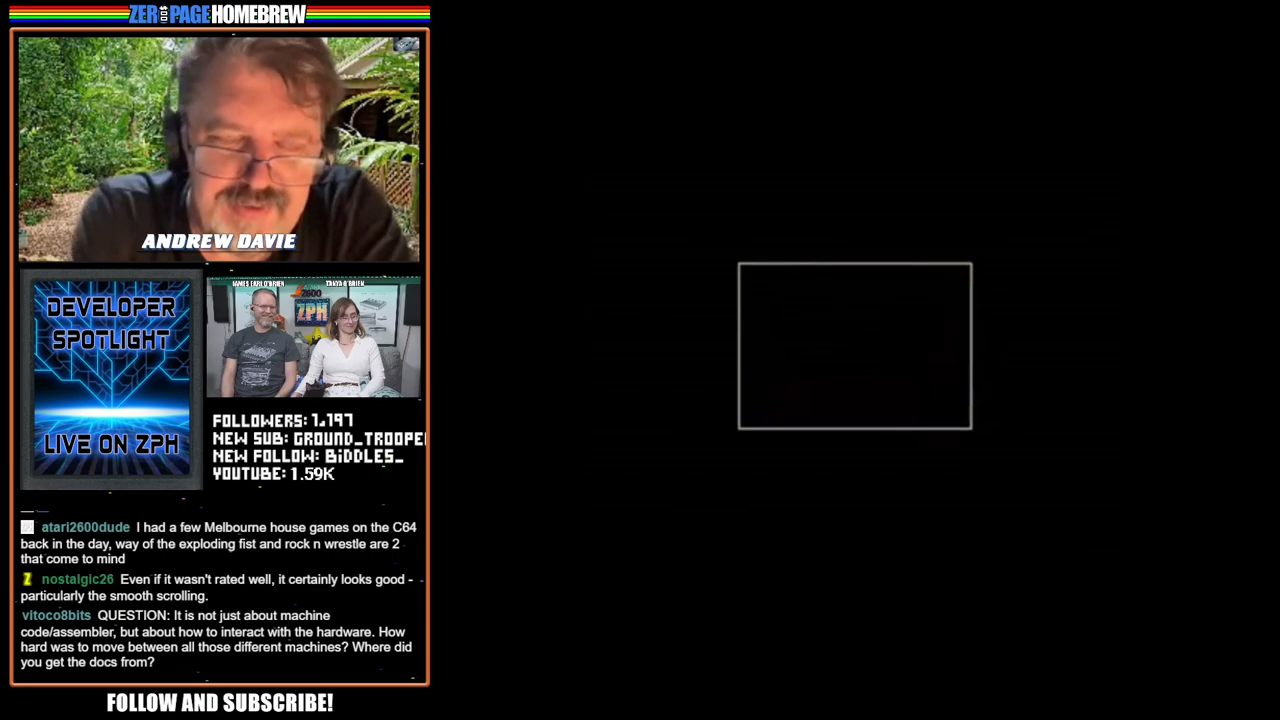 ZERO PAGE HOMEBREW
ANDREW DAVIE
JAMES EARL O'BRIEN
TANYA O'BRIEN
2600
ZPH
DEVELOPER
SPOTLIGHT
LIVE ON ZPH
FOLLOWERS: 1,197
NEW SUB: GROUND_TROOPER
NEW FOLLOW: BIDDLES_
YOUTUBE: 1.59K
atari2600dude I had a few Melbourne house games on the C64
back in the day, way of the exploding fist and rock n wrestle are 2
that come to mind
nostalgic26 Even if it wasn't rated well, it certainly looks good -
particularly the smooth scrolling.
vitoco8bits QUESTION: It is not just about machine
code/assembler, but about how to interact with the hardware. How
hard was to move between all those different machines? Where did
you get the docs from?
FOLLOW AND SUBSCRIBE!